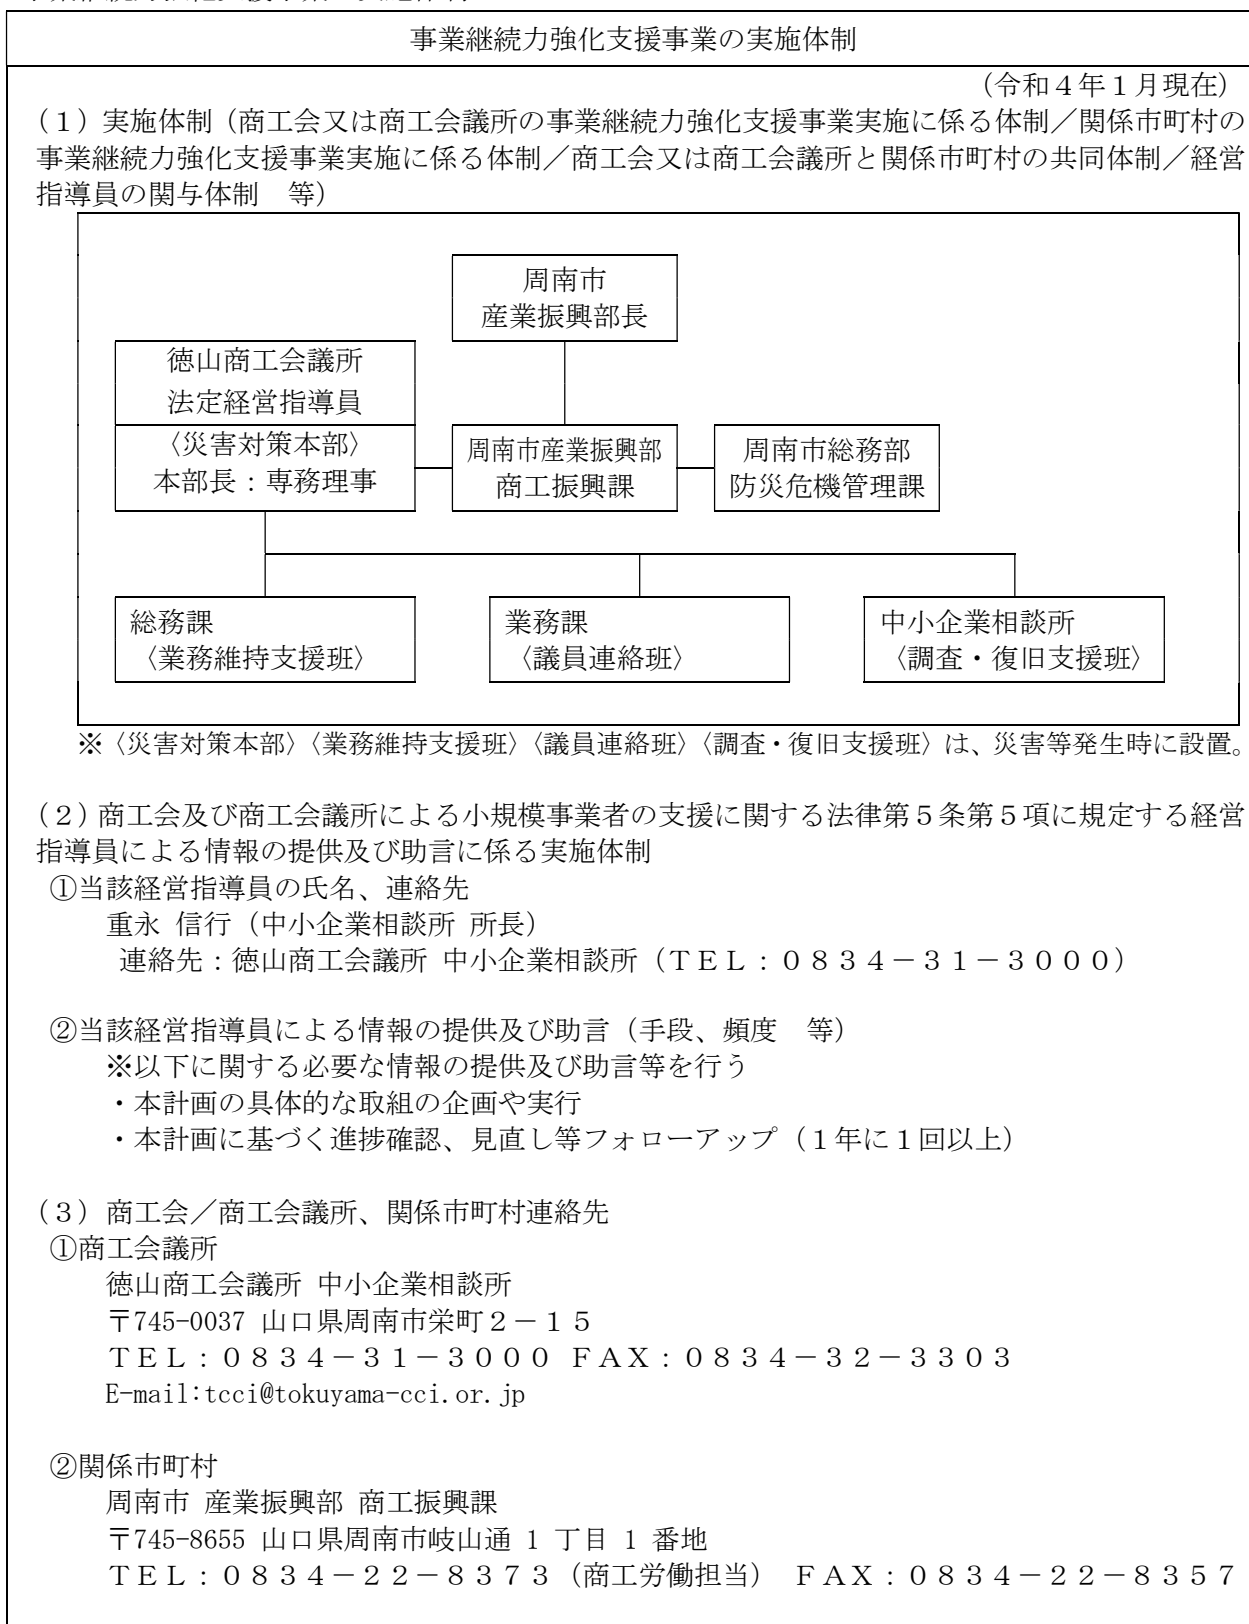 事業継続力強化支援事業の実施体制
（令和４年１月現在）
（１）実施体制（商工会又は商工会議所の事業継続力強化支援事業実施に係る体制／関係市町村の
事業継続力強化支援事業実施に係る体制／商工会又は商工会議所と関係市町村の共同体制／経営
指導員の関与体制　等）
周南市
産業振興部長
徳山商工会議所
法定経営指導員
〈災害対策本部〉
本部長：専務理事
周南市産業振興部
商工振興課
周南市総務部
防災危機管理課
総務課
〈業務維持支援班〉
業務課
〈議員連絡班〉
中小企業相談所
〈調査・復旧支援班〉
※〈災害対策本部〉〈業務維持支援班〉〈議員連絡班〉〈調査・復旧支援班〉は、災害等発生時に設置。
（２）商工会及び商工会議所による小規模事業者の支援に関する法律第５条第５項に規定する経営
指導員による情報の提供及び助言に係る実施体制
①当該経営指導員の氏名、連絡先
重永 信行（中小企業相談所 所長）
連絡先：徳山商工会議所 中小企業相談所（ＴＥＬ：０８３４－３１－３０００）
②当該経営指導員による情報の提供及び助言（手段、頻度　等）
※以下に関する必要な情報の提供及び助言等を行う
・本計画の具体的な取組の企画や実行
・本計画に基づく進捗確認、見直し等フォローアップ（１年に１回以上）
（３）商工会／商工会議所、関係市町村連絡先
①商工会議所
徳山商工会議所 中小企業相談所
〒745-0037 山口県周南市栄町２－１５
ＴＥＬ：０８３４－３１－３０００ ＦＡＸ：０８３４－３２－３３０３
E-mail:tcci@tokuyama-cci.or.jp
②関係市町村
周南市 産業振興部 商工振興課
〒745-8655 山口県周南市岐山通 1 丁目 1 番地
ＴＥＬ：０８３４－２２－８３７３（商工労働担当）　ＦＡＸ：０８３４－２２－８３５７